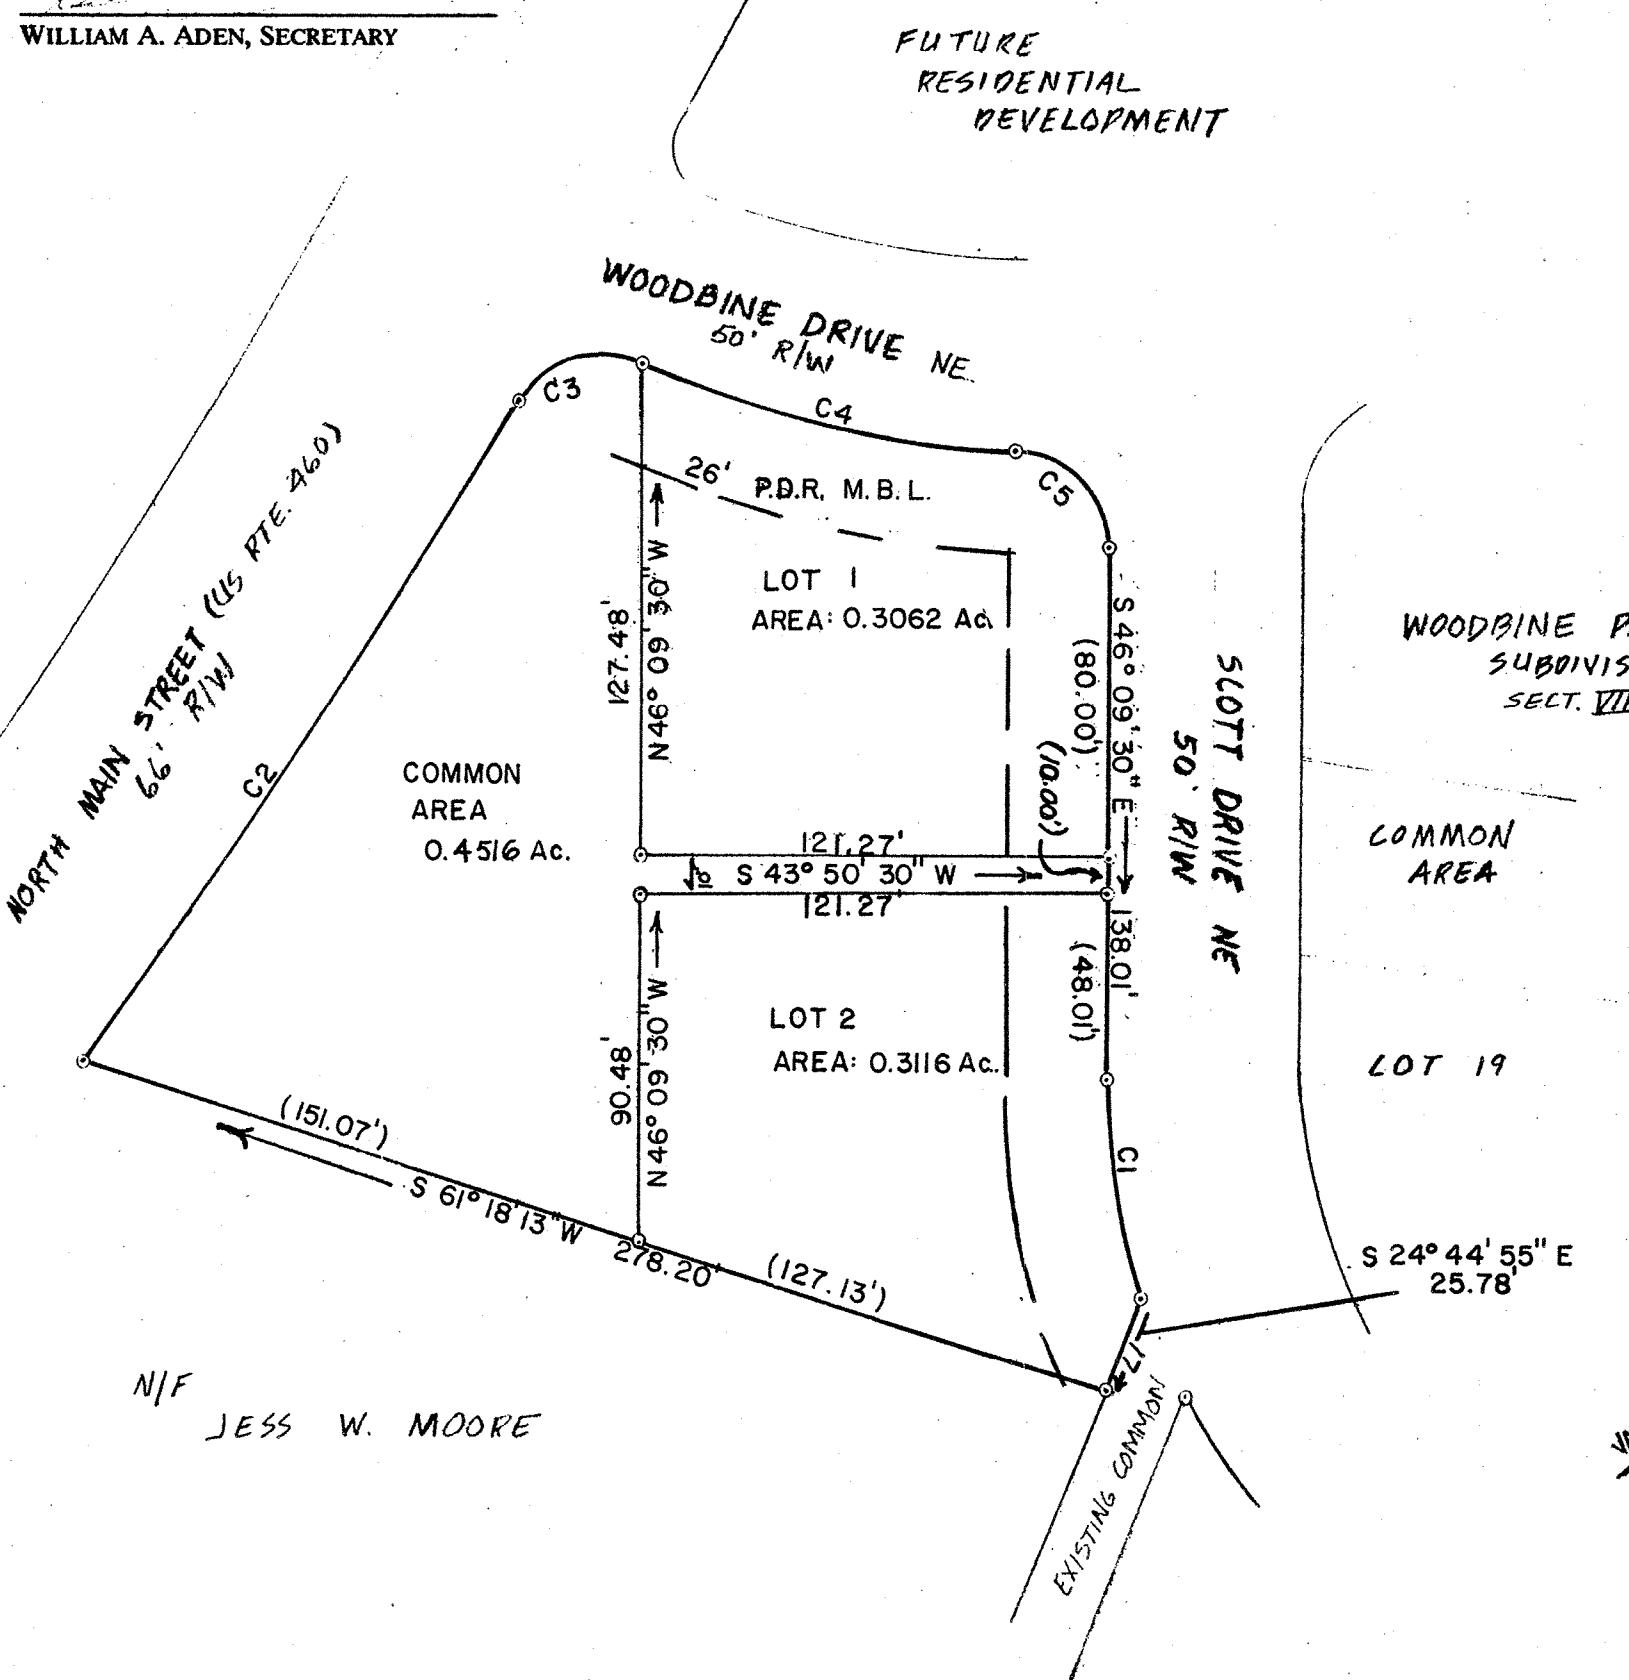 WILLIAM A. ADEN, SECRETARY
FUTURE
RESIDENTIAL
DEVELOPMENT
WOODBINE DRIVE NE
50' R/W
C3
C4
C5
26' P.D.R. M.B.L.
NORTH MAIN STREET (US RTE. 460)
66' R/W
C2
127.48'
N46° 09' 30" W
LOT 1
AREA: 0.3062 Ac.
S 46° 09' 30" E
138.01'
(80.00')
(10.00')
(48.01')
SCOTT DRIVE NE
50' R/W
WOODBINE P
SUBDIVIS
SECT. VII
COMMON
AREA
0.4516 Ac.
121.27'
S 43° 50' 30" W
10'
121.27'
COMMON
AREA
LOT 2
AREA: 0.3116 Ac.
90.48'
N46° 09' 30" W
LOT 19
C1
(151.07')
S 61° 18' 13" W
278.20'
(127.13')
S 24° 44' 55" E
25.78'
N/F
JESS W. MOORE
EXISTING COMMON